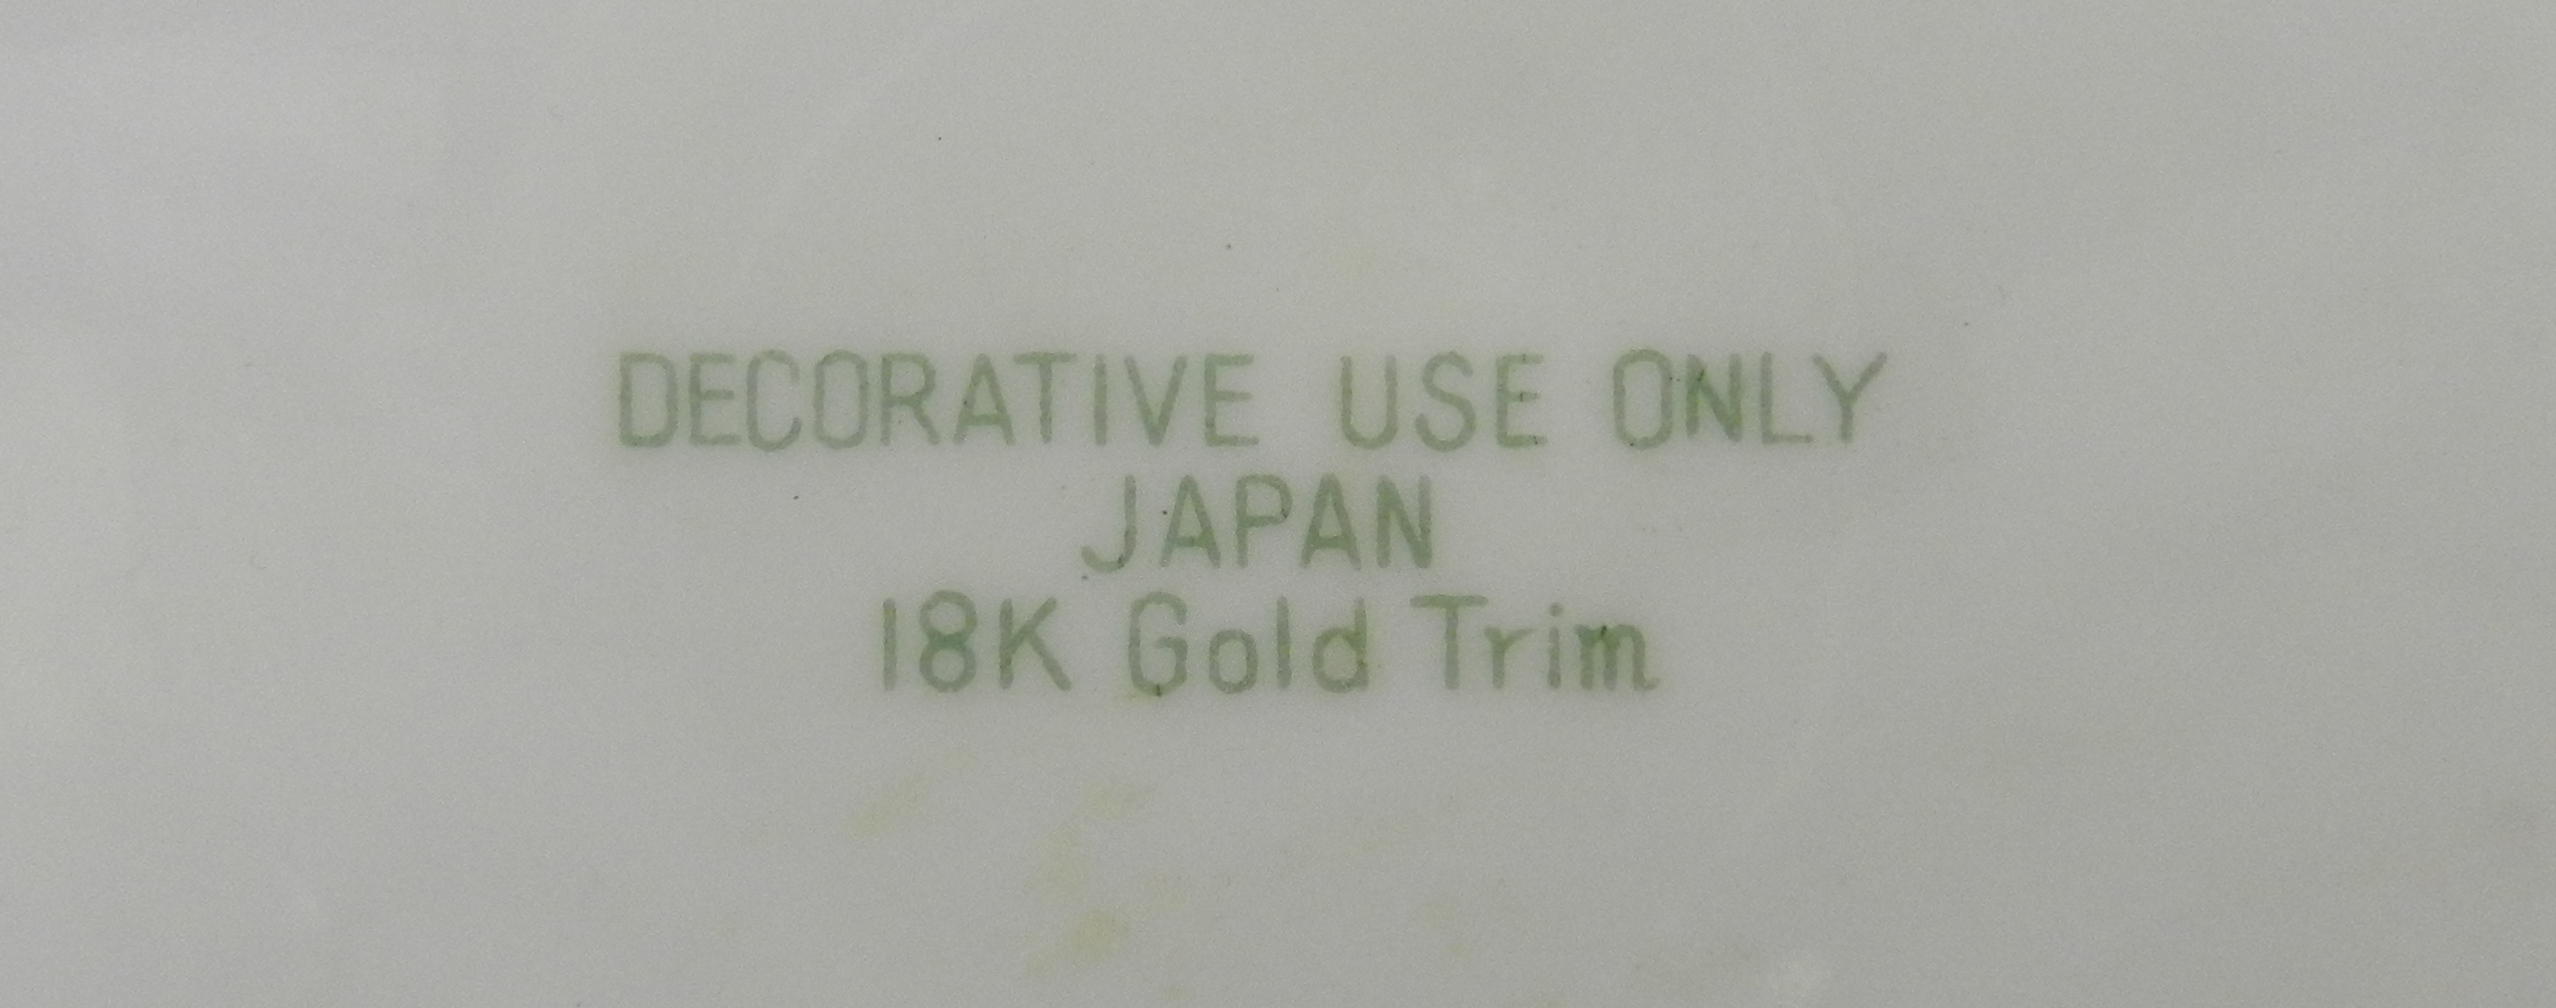 DECORATIVE USE ONLY
JAPAN
18K Gold Trim